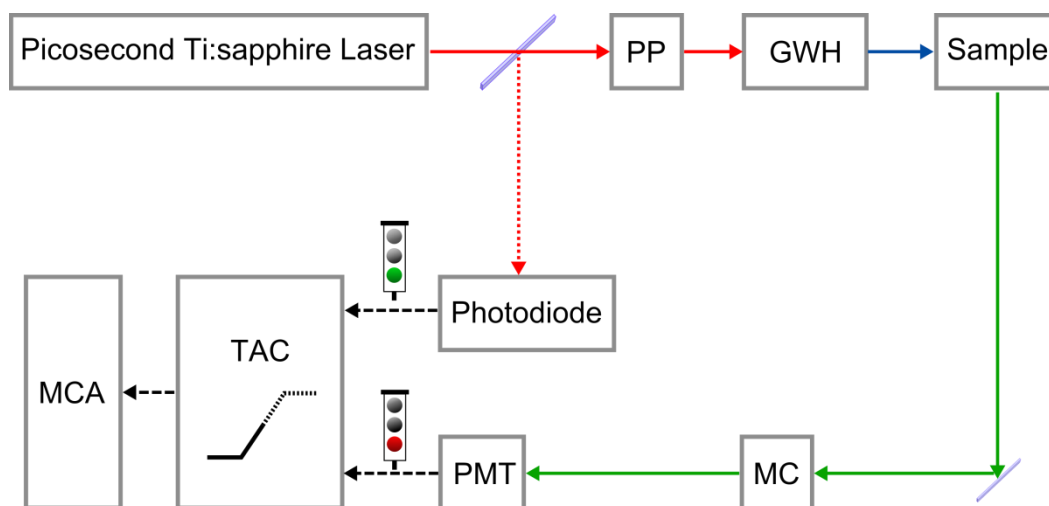 Picosecond Ti:sapphire Laser
PP
GWH
Sample
Photodiode
TAC
MCA
PMT
MC